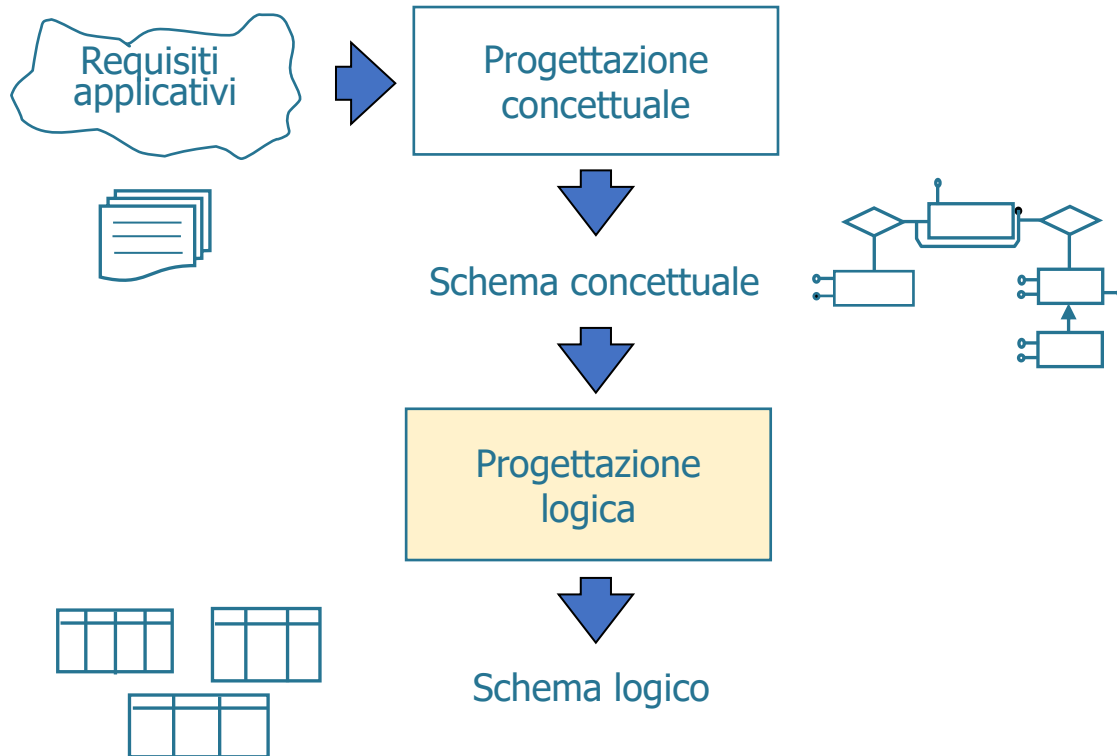 Requisiti
applicativi
Progettazione
concettuale
Schema concettuale
Progettazione
logica
Schema logico